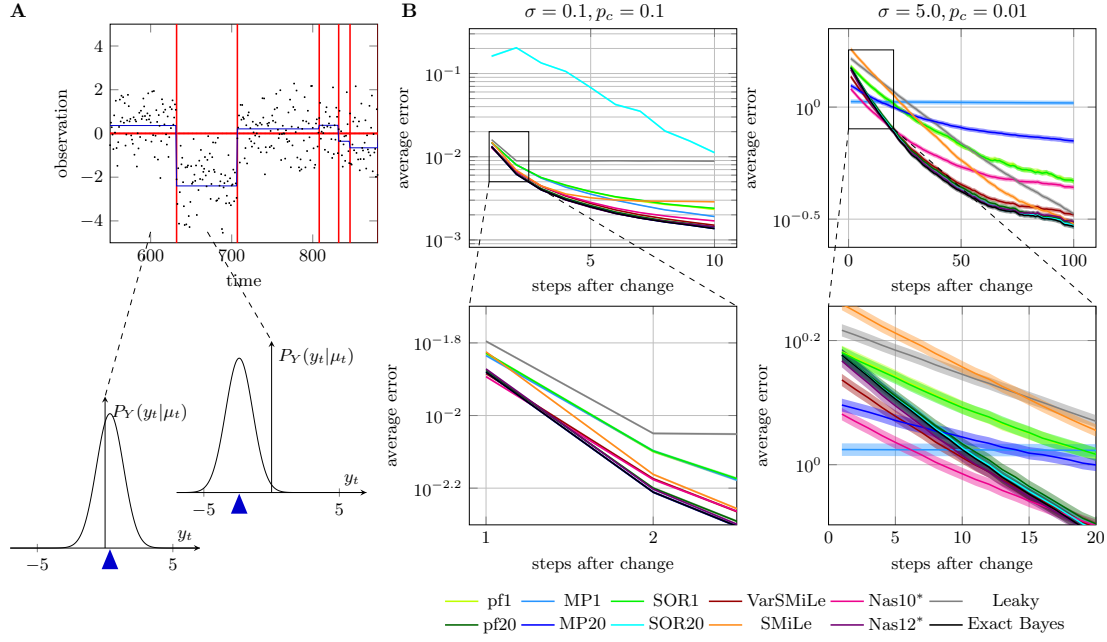 A
observation
4
2
0
−2
−4
600
700
800
time
P_Y(y_t|μ_t)
y_t
−5
5
P_Y(y_t|μ_t)
y_t
−5
5
B
σ = 0.1, p_c = 0.1
average error
10^−1
10^−2
10^−3
5
10
steps after change
σ = 5.0, p_c = 0.01
average error
10^0
10^−0.5
0
50
100
steps after change
average error
10^−1.8
10^−2
10^−2.2
1
2
steps after change
average error
10^0.2
10^0
0
5
10
15
20
steps after change
pf1 MP1 SOR1 VarSMiLe Nas10* Leaky
pf20 MP20 SOR20 SMiLe Nas12* Exact Bayes